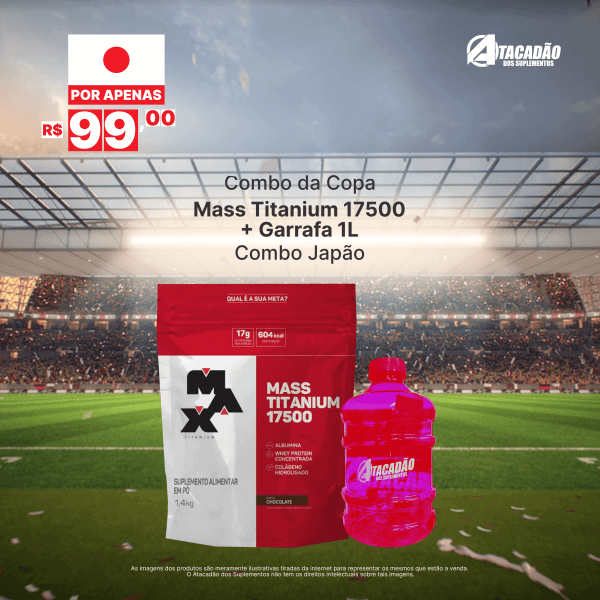 ATACADÃO
DOS SUPLEMENTOS
POR APENAS
R$ 99,00
Combo da Copa
Mass Titanium 17500
+ Garrafa 1L
Combo Japão
QUAL É A SUA META?
17g
604 kcal
MAX
TITANIUM
MASS
TITANIUM
17500
ALBUMINA
WHEY PROTEIN
CONCENTRADA
COLÁGENO
HIDROLISADO
SUPLEMENTO ALIMENTAR
EM PÓ
1,4kg
CHOCOLATE
ATACADÃO
DOS SUPLEMENTOS
ATACAD
As imagens dos produtos são meramente ilustrativas tiradas da internet para representar os mesmos que estão a venda.
O Atacadão dos Suplementos não tem os direitos intelectuais sobre tais imagens.